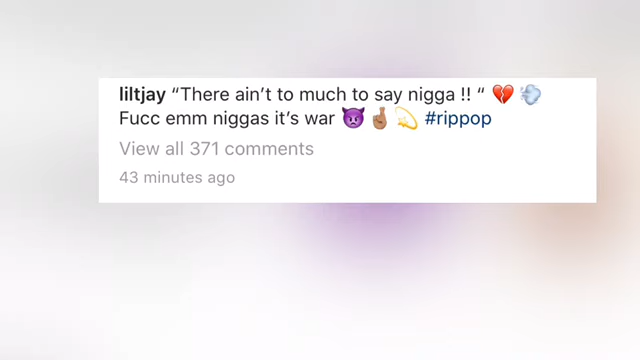 liltjay “There ain’t to much to say nigga !! “ 💔 💨
Fucc emm niggas it’s war 👿🤞🏽💫 #rippop
View all 371 comments
43 minutes ago